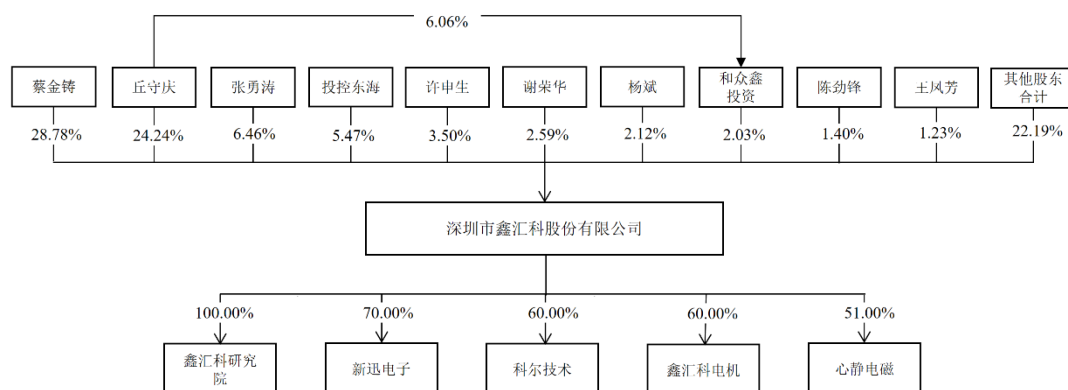 6.06%
蔡金铸
丘守庆
张勇涛
投控东海
许申生
谢荣华
杨斌
和众鑫
投资
陈劲锋
王凤芳
其他股东
合计
28.78%
24.24%
6.46%
5.47%
3.50%
2.59%
2.12%
2.03%
1.40%
1.23%
22.19%
深圳市鑫汇科股份有限公司
100.00%
70.00%
60.00%
60.00%
51.00%
鑫汇科研究
院
新迅电子
科尔技术
鑫汇科电机
心静电磁